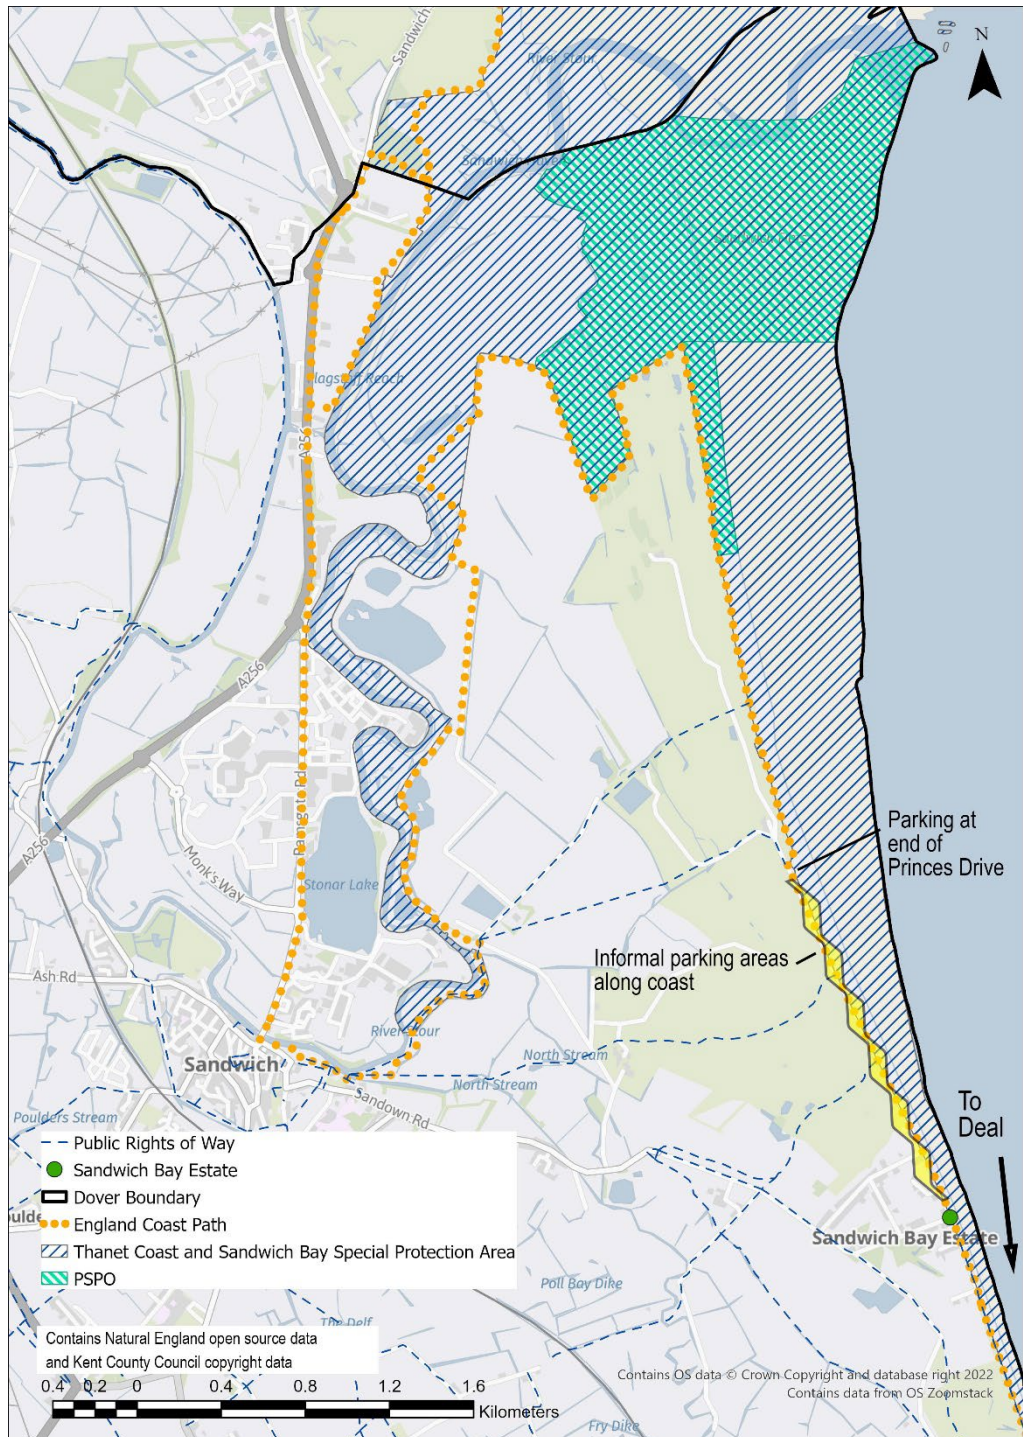 Sandwich
River Stour
N
Sandwich Flats
Flagstaff Reach
A256
A256
A256
Ramsgate Rd
Monk's Way
Stonar Lake
Parking at
end of
Princes Drive
Informal parking areas
along coast
Ash Rd
River Stour
Sandwich
North Stream
North Stream
Sandown Rd
Poulders Stream
To
Deal
Public Rights of Way
Sandwich Bay Estate
Dover Boundary
England Coast Path
Thanet Coast and Sandwich Bay Special Protection Area
PSPO
Sandwich Bay Estate
Poll Bay Dike
The Delf
Contains Natural England open source data
and Kent County Council copyright data
0.4 0.2 0 0.4 0.8 1.2 1.6
Kilometers
Contains OS data © Crown Copyright and database right 2022
Contains data from OS Zoomstack
Fry Dike